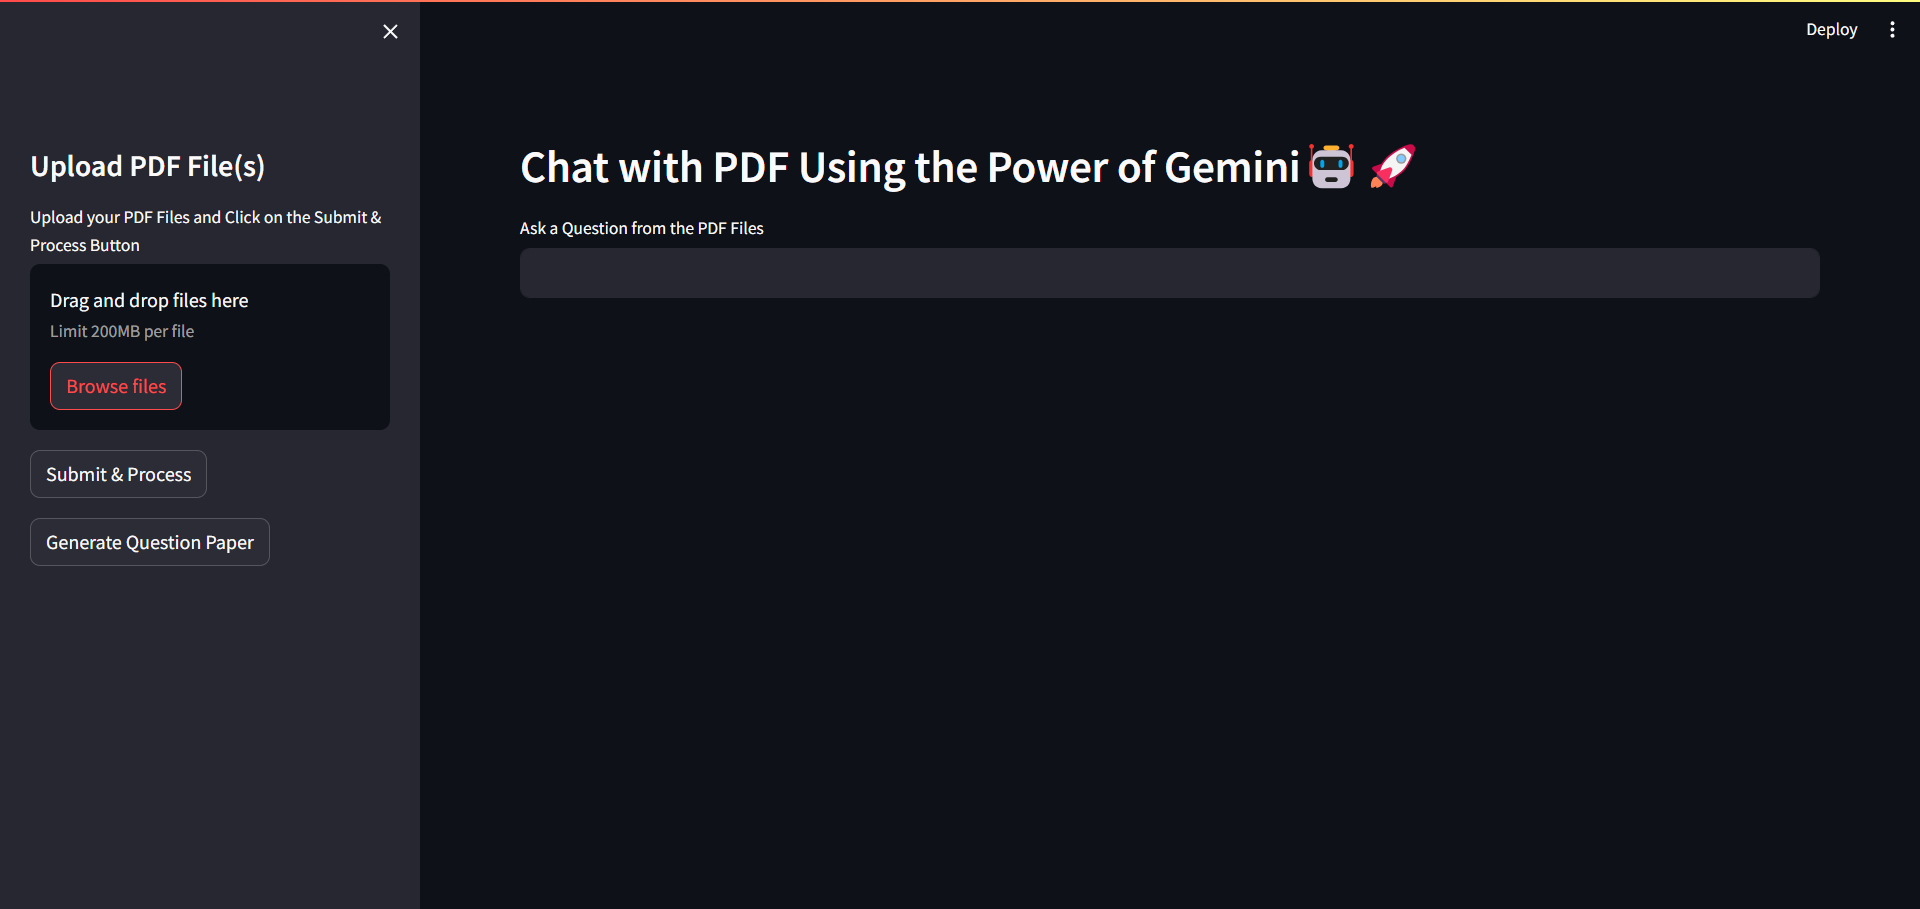 Deploy
Upload PDF File(s)
Upload your PDF Files and Click on the Submit &
Process Button
Drag and drop files here
Limit 200MB per file
Browse files
Submit & Process
Generate Question Paper
Chat with PDF Using the Power of Gemini🤖 🚀
Ask a Question from the PDF Files